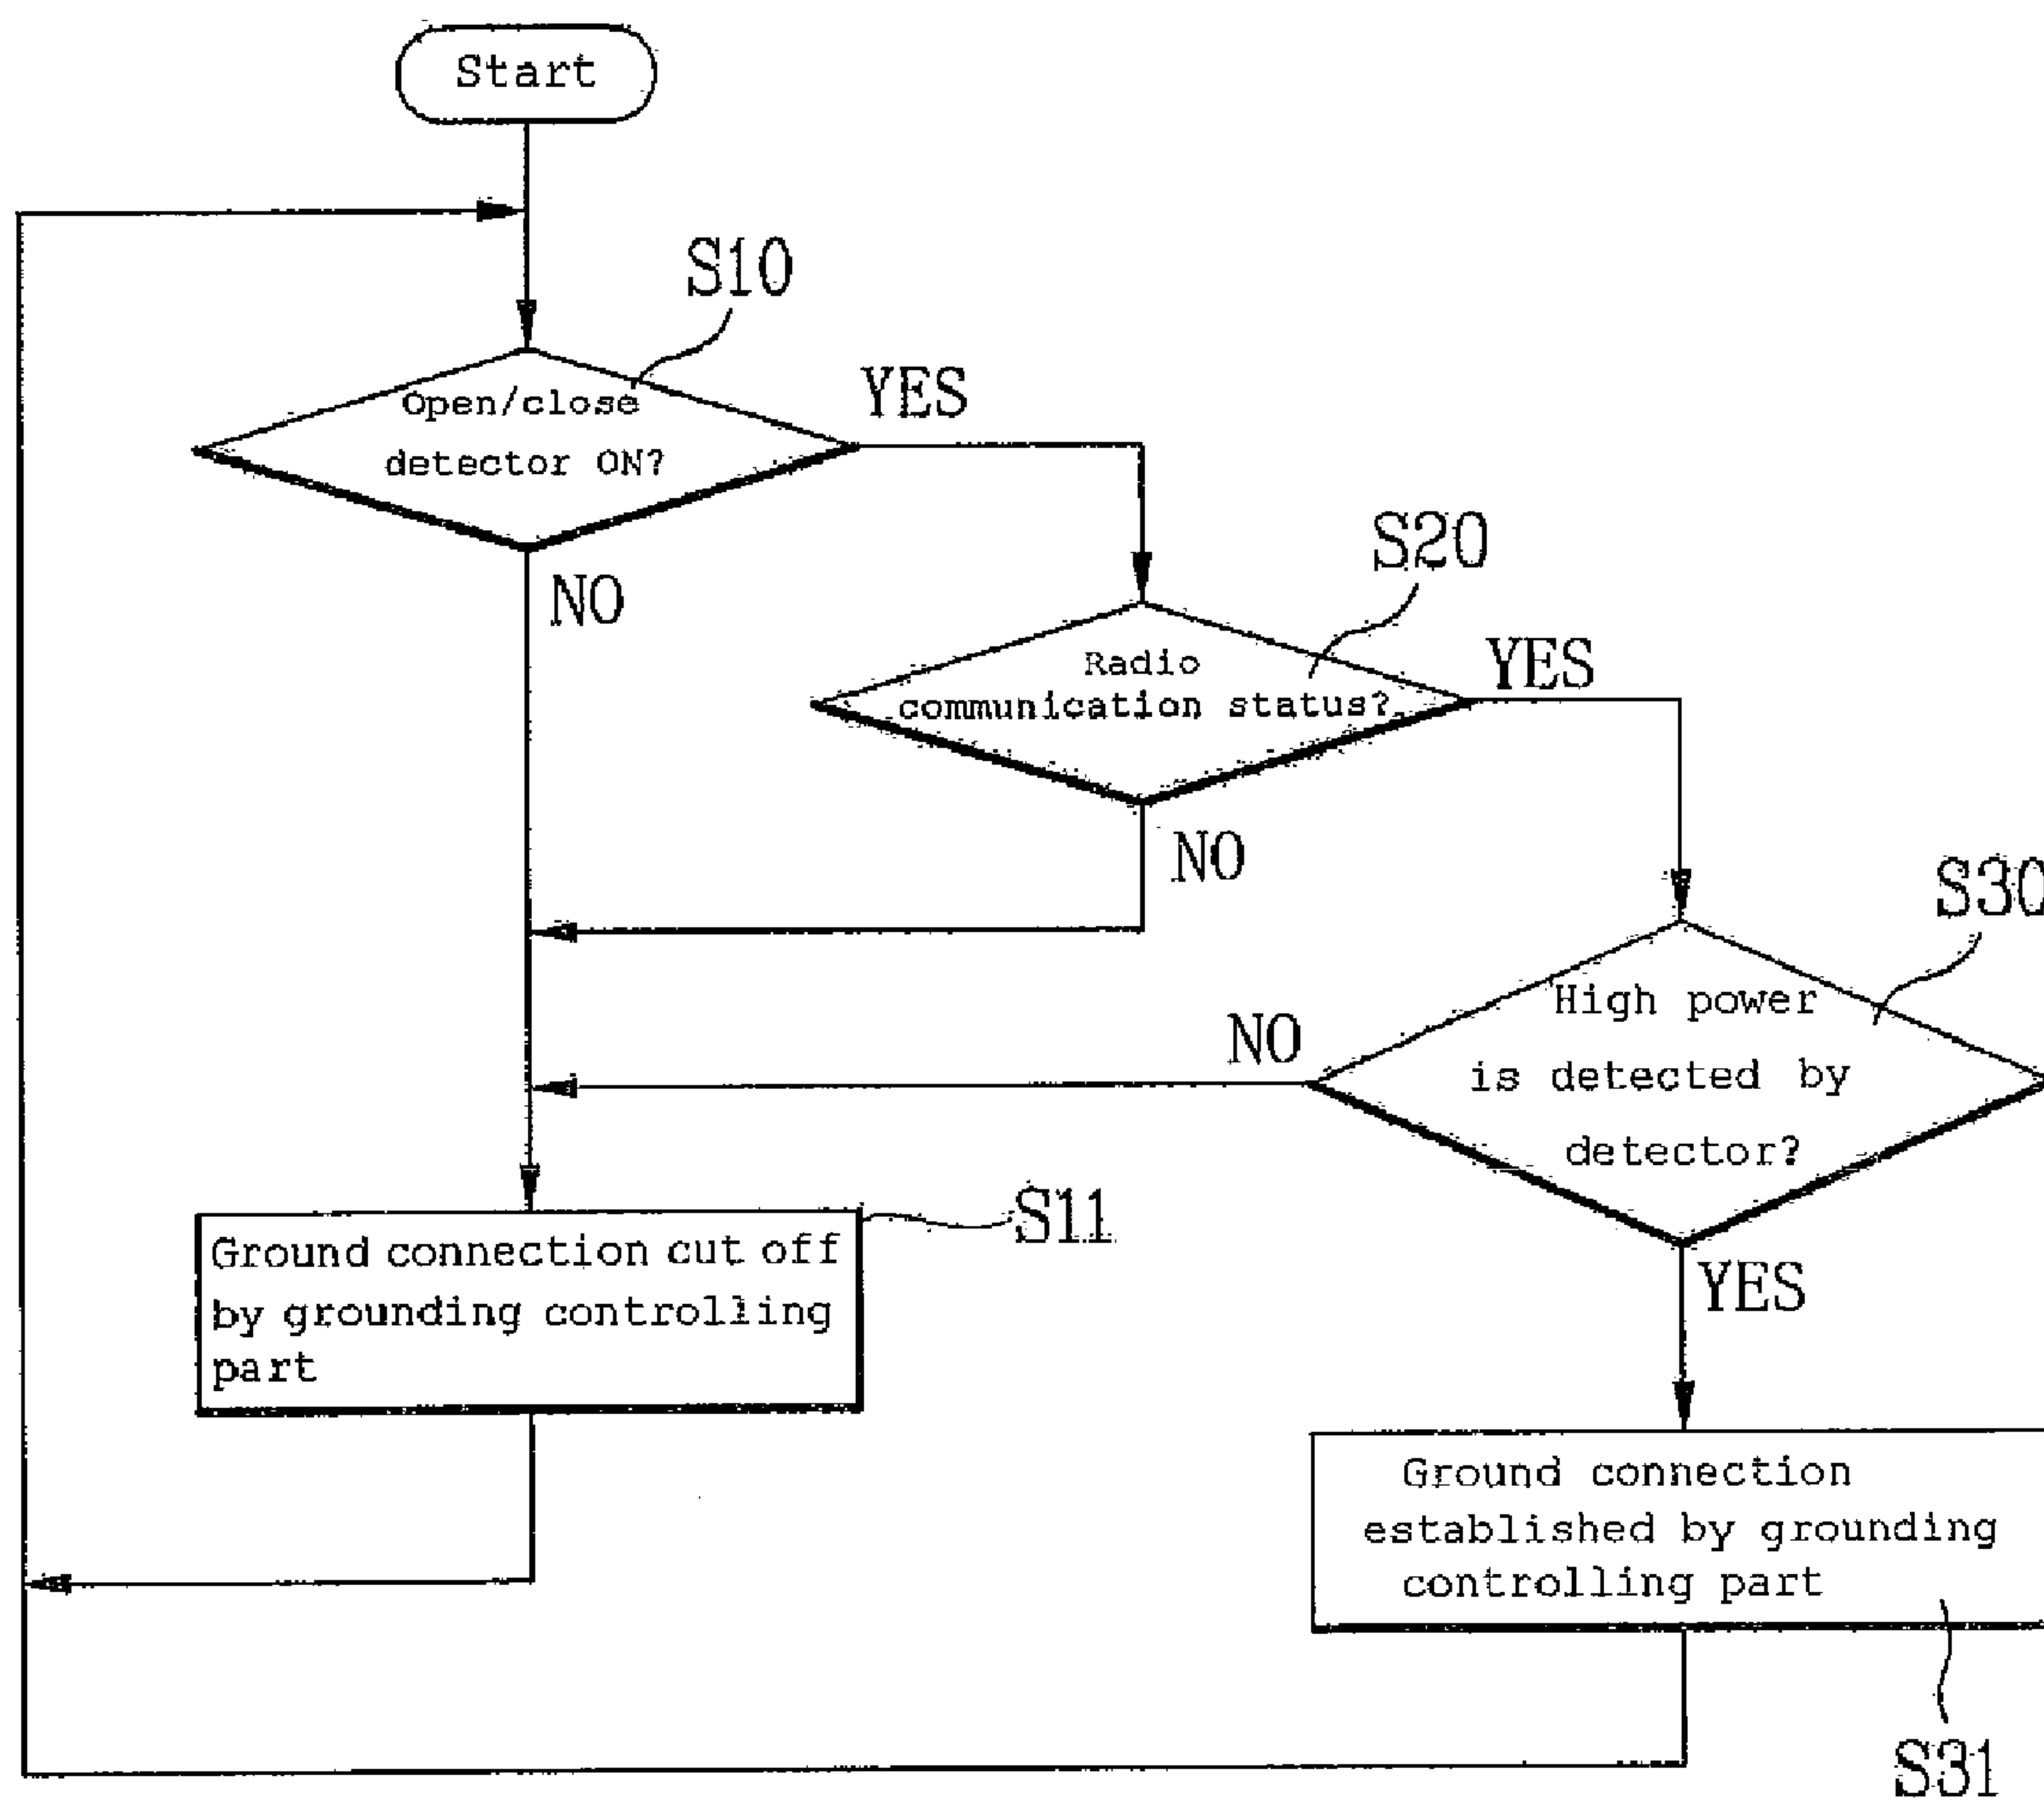 Start
S10
Open/close
detector ON?
YES
NO
S20
Radio
communication status?
YES
NO
S30
High power
is detected by
detector?
NO
YES
S11
Ground connection cut off
by grounding controlling
part
Ground connection
established by grounding
controlling part
S31